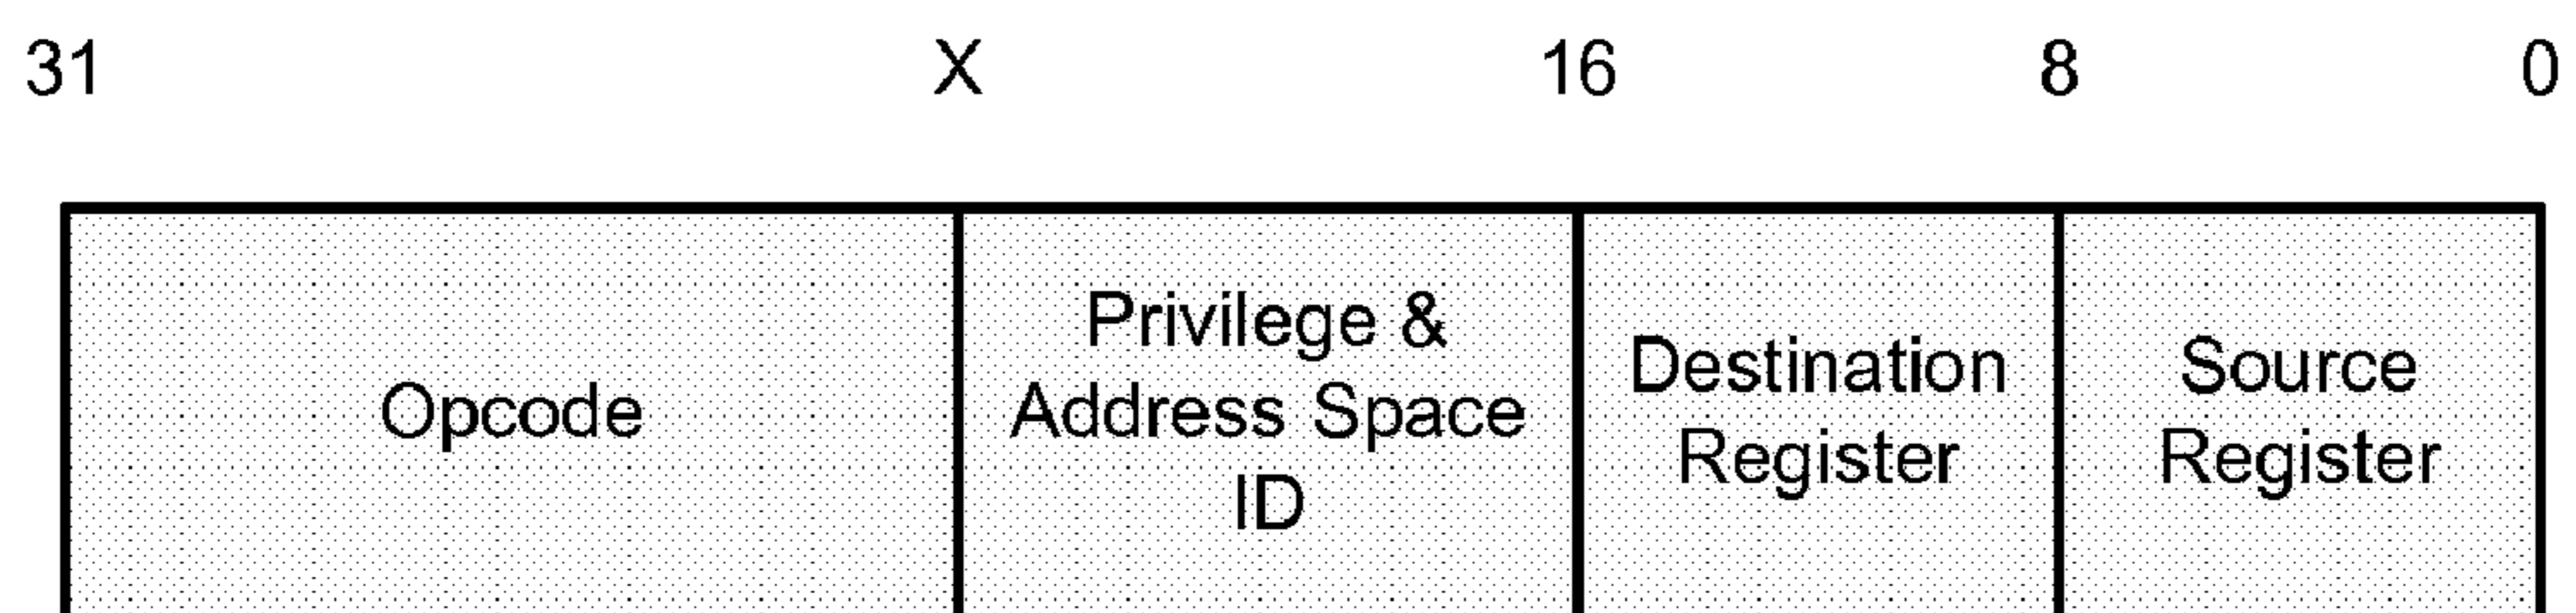 31 X 16 8 0
Opcode
Privilege &
Address Space
ID
Destination
Register
Source
Register